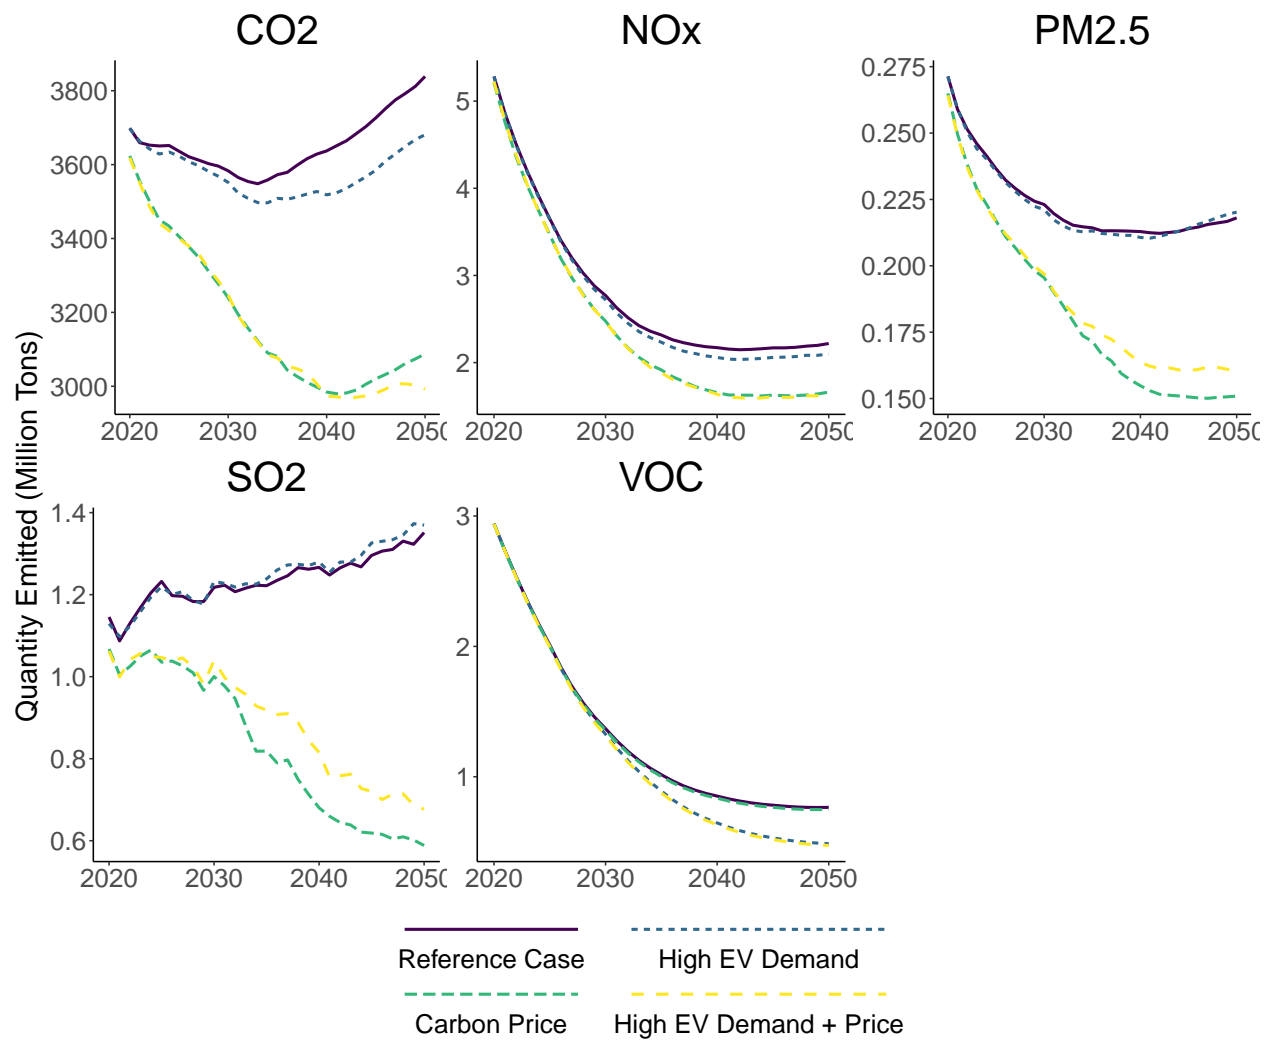 CO2 NOx PM2.5
3800
3600
3400
3200
3000
2020 2030 2040 2050
5
4
3
2
2020 2030 2040 2050
0.275
0.250
0.225
0.200
0.175
0.150
2020 2030 2040 2050
Quantity Emitted (Million Tons)
SO2 VOC
1.4
1.2
1.0
0.8
0.6
2020 2030 2040 2050
3
2
1
2020 2030 2040 2050
Reference Case High EV Demand
Carbon Price High EV Demand + Price